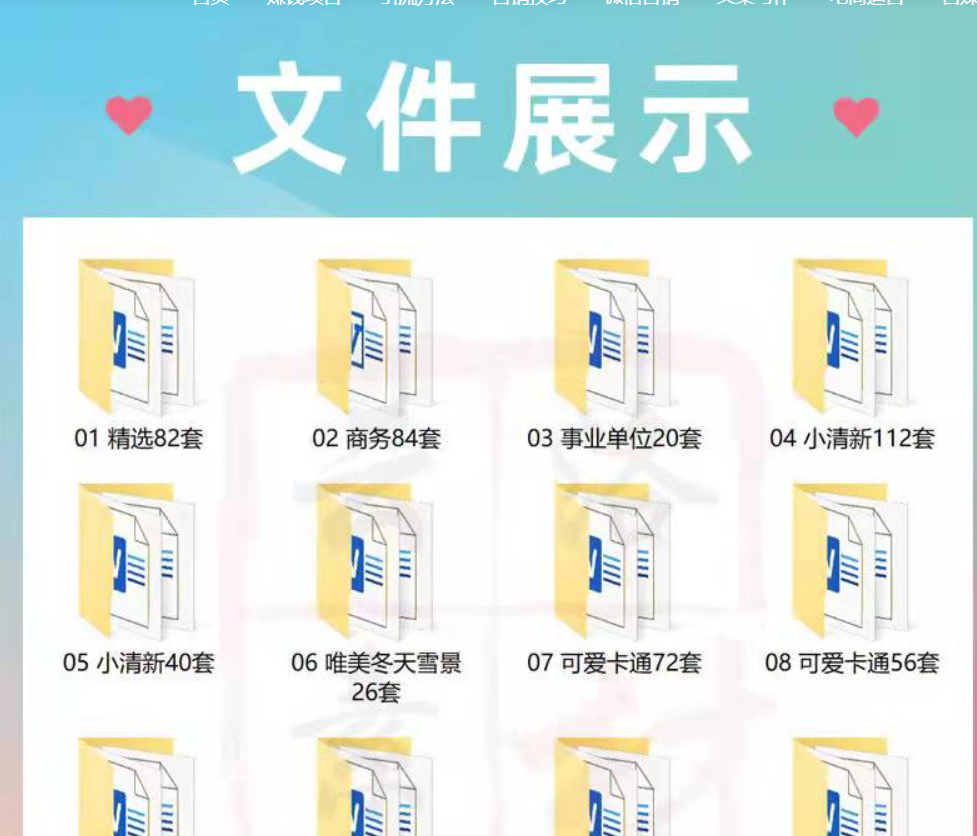 文件展示
01 精选82套
02 商务84套
03 事业单位20套
04 小清新112套
05 小清新40套
06 唯美冬天雪景
26套
07 可爱卡通72套
08 可爱卡通56套